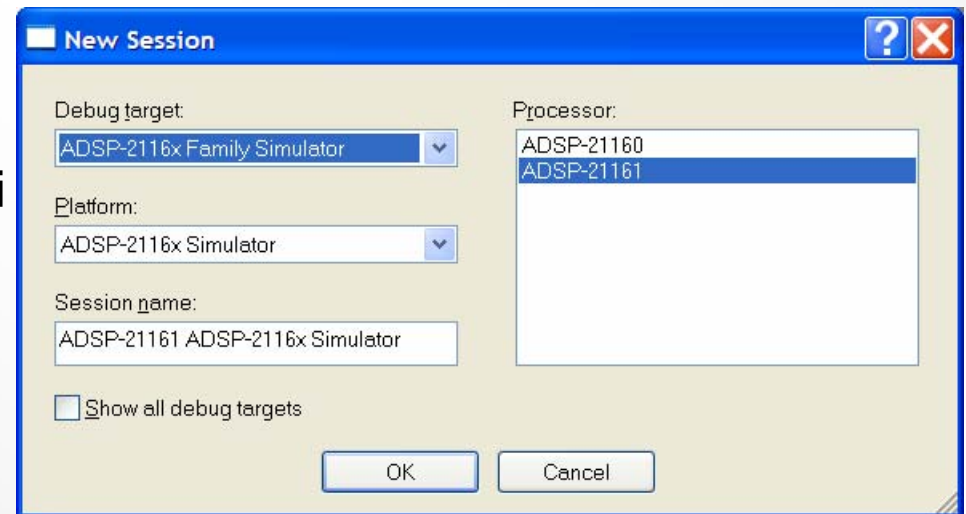 New Session
Debug target:
ADSP-2116x Family Simulator
Platform:
ADSP-2116x Simulator
Session name:
ADSP-21161 ADSP-2116x Simulator
Show all debug targets
Processor:
ADSP-21160
ADSP-21161
OK
Cancel
i